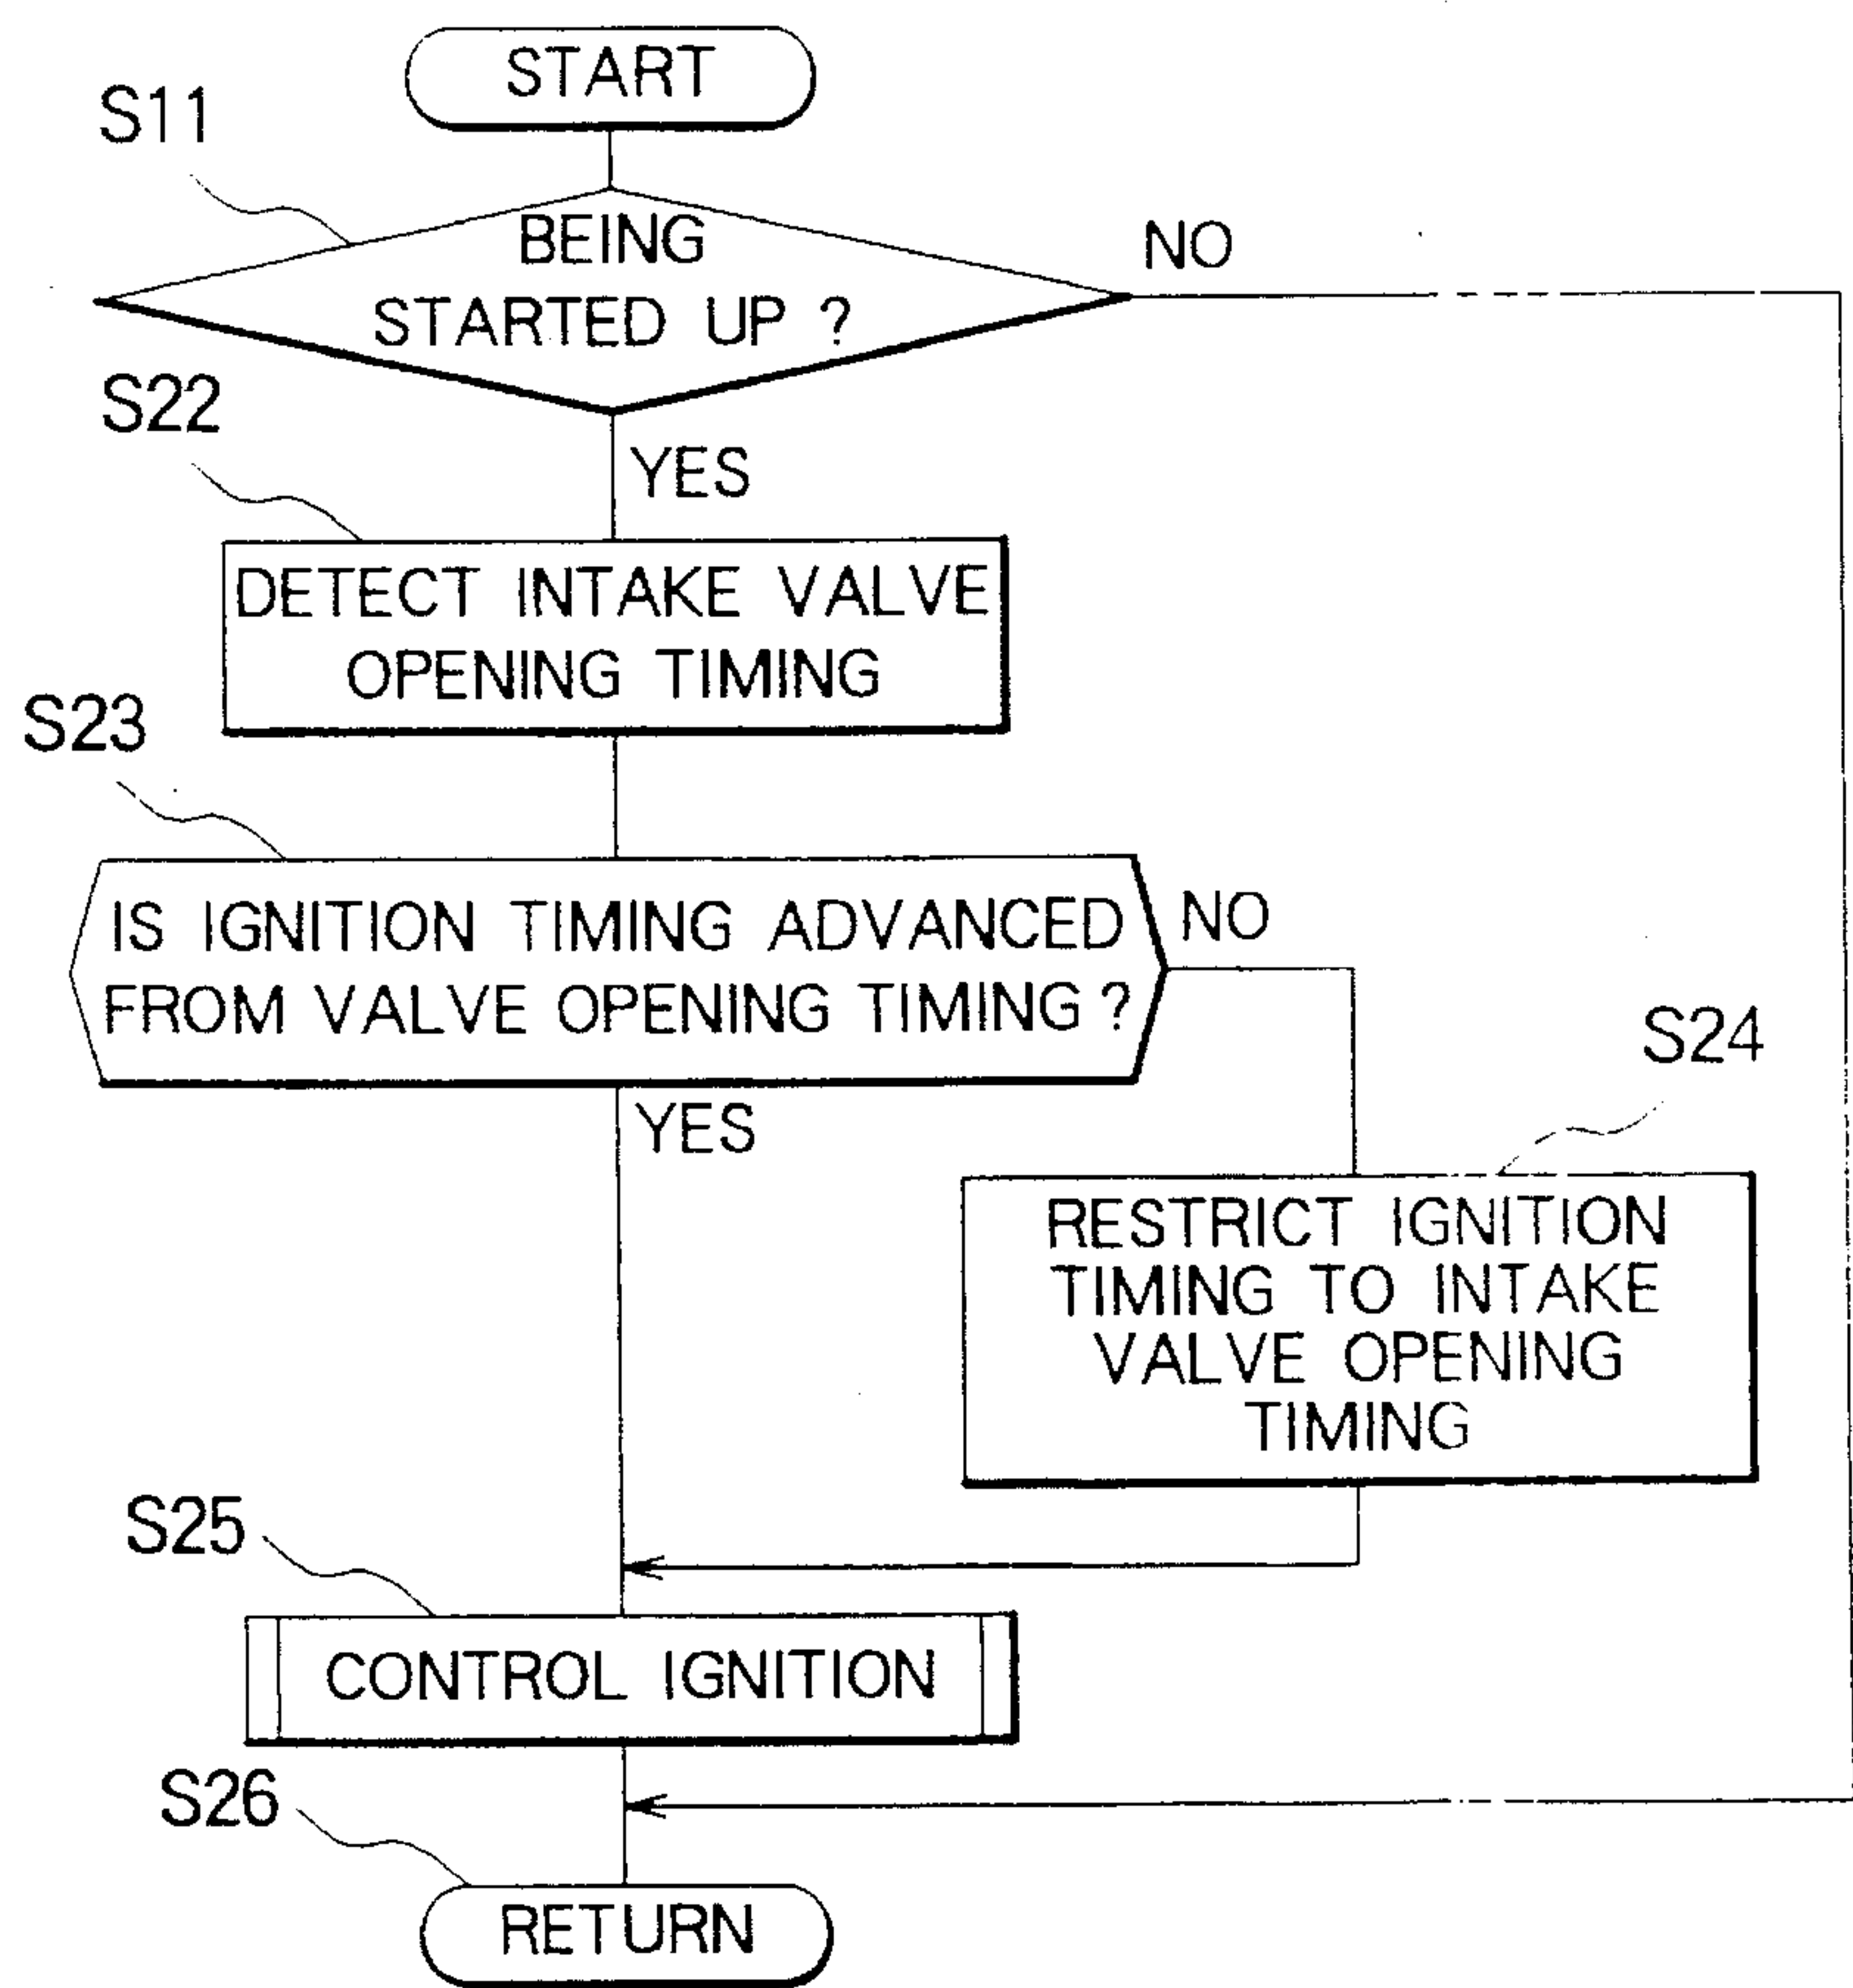 START
S11
BEING
STARTED UP ?
NO
S22
YES
DETECT INTAKE VALVE
OPENING TIMING
S23
IS IGNITION TIMING ADVANCED
FROM VALVE OPENING TIMING ?
NO
YES
S24
RESTRICT IGNITION
TIMING TO INTAKE
VALVE OPENING
TIMING
S25
CONTROL IGNITION
S26
RETURN